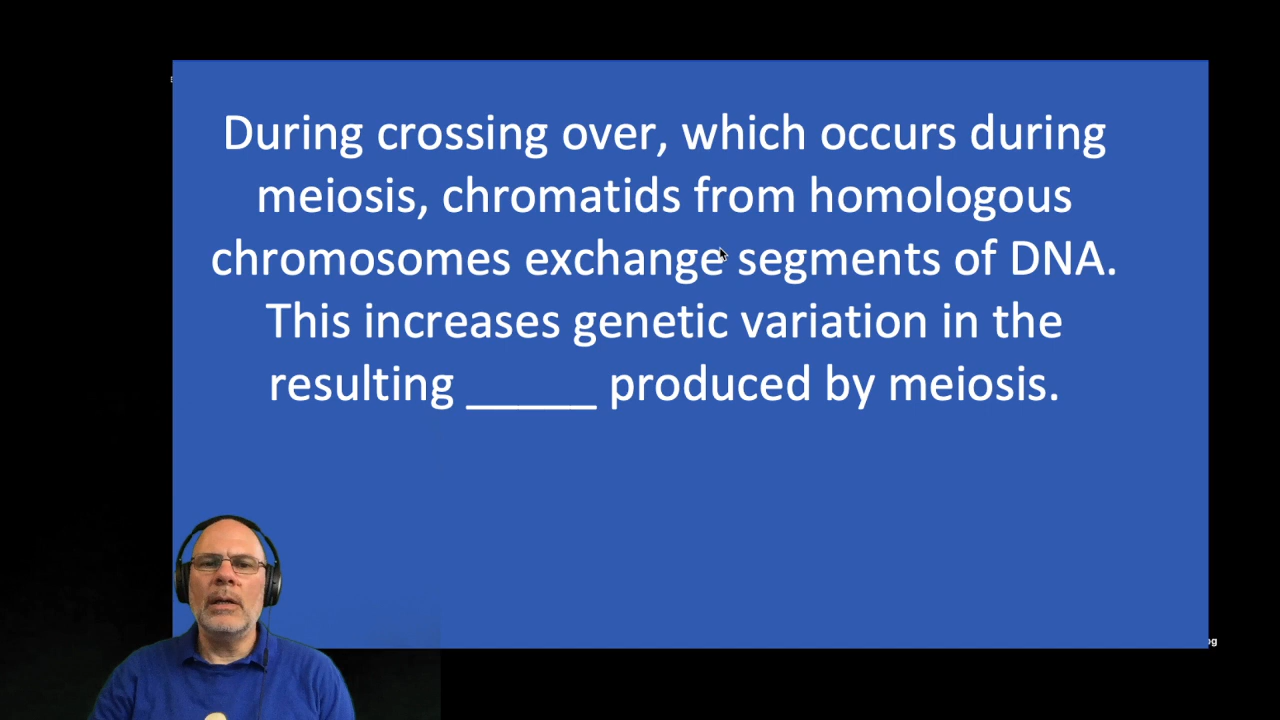 During crossing over, which occurs during
meiosis, chromatids from homologous
chromosomes exchange segments of DNA.
This increases genetic variation in the
resulting _____ produced by meiosis.